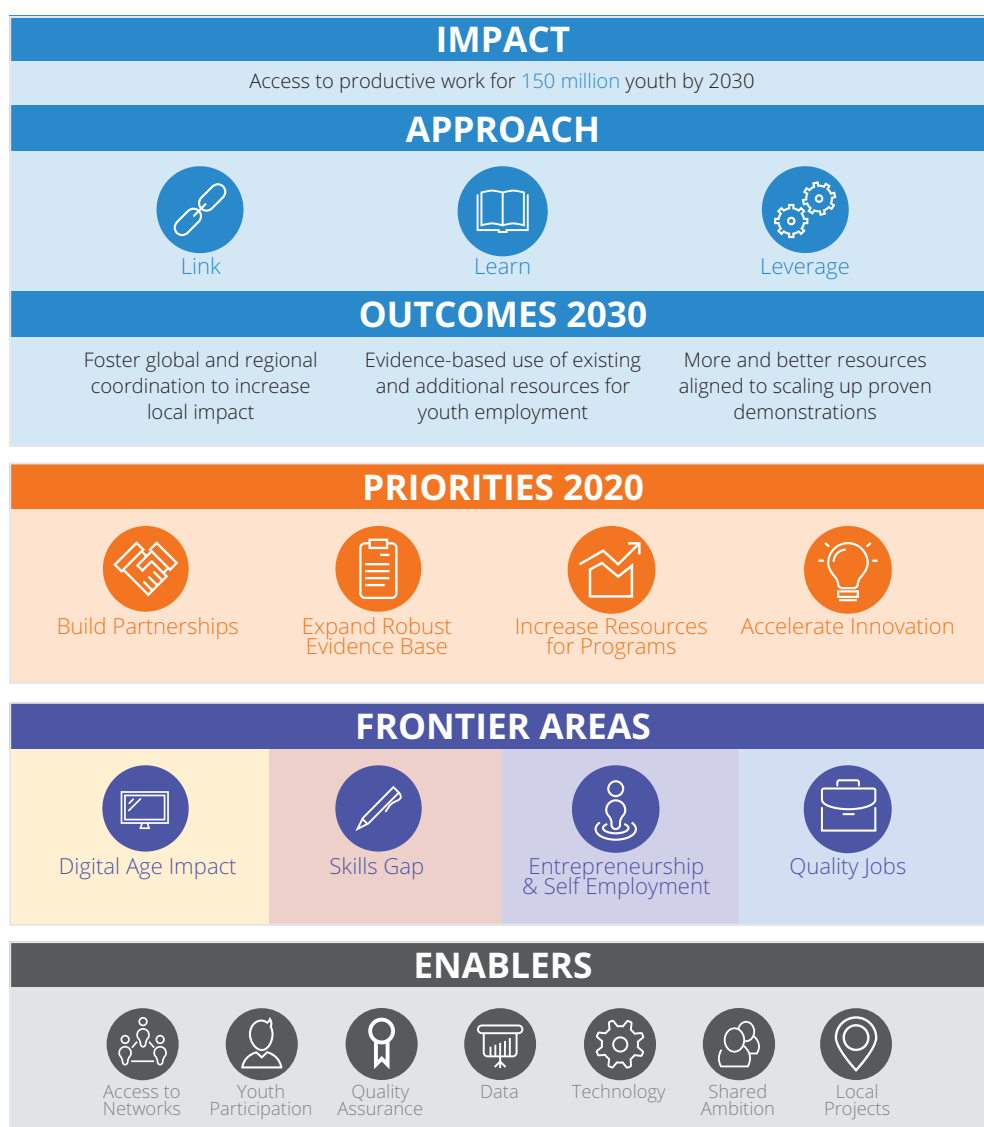 IMPACT
Access to productive work for 150 million youth by 2030
APPROACH
Link
Learn
Leverage
OUTCOMES 2030
Foster global and regional
coordination to increase
local impact
Evidence-based use of existing
and additional resources for
youth employment
More and better resources
aligned to scaling up proven
demonstrations
PRIORITIES 2020
Build Partnerships
Expand Robust
Evidence Base
Increase Resources
for Programs
Accelerate Innovation
FRONTIER AREAS
Digital Age Impact
Skills Gap
Entrepreneurship
& Self Employment
Quality Jobs
ENABLERS
Access to
Networks
Youth
Participation
Quality
Assurance
Data
Technology
Shared
Ambition
Local
Projects